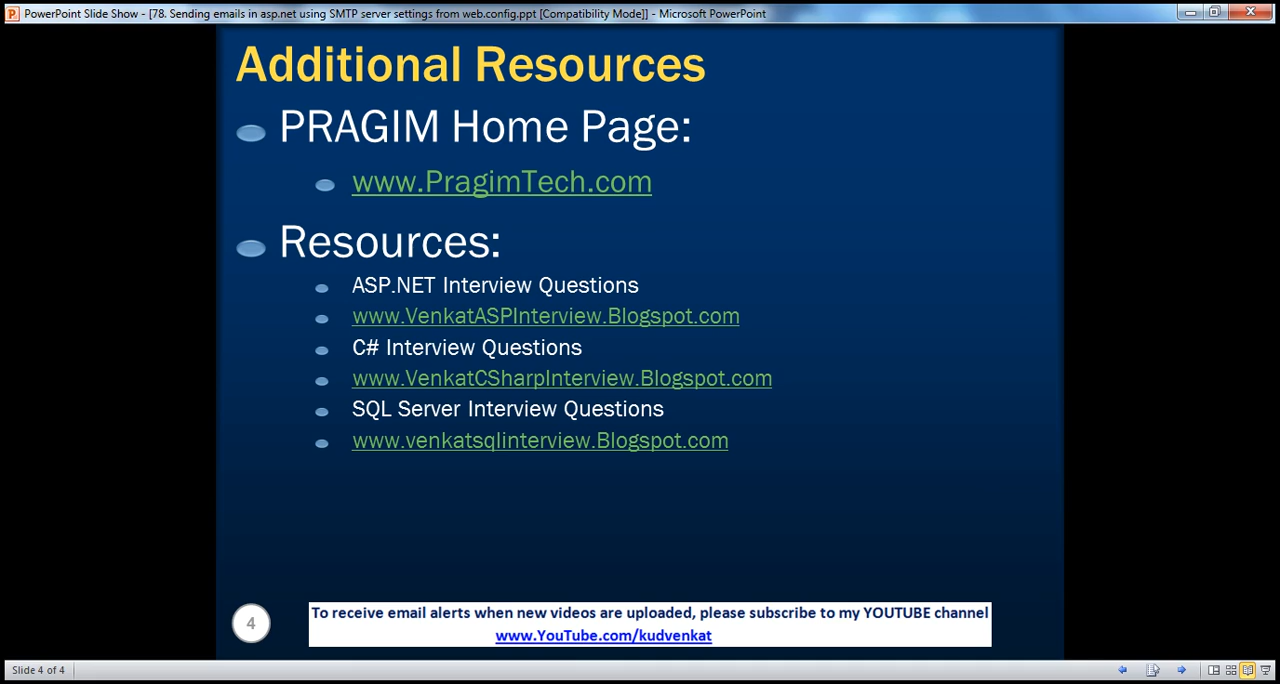 PowerPoint Slide Show - [78. Sending emails in asp.net using SMTP server settings from web.config.ppt [Compatibility Mode]] - Microsoft PowerPoint
Additional Resources
PRAGIM Home Page:
www.PragimTech.com
Resources:
ASP.NET Interview Questions
www.VenkatASPInterview.Blogspot.com
C# Interview Questions
www.VenkatCSharpInterview.Blogspot.com
SQL Server Interview Questions
www.venkatsqlinterview.Blogspot.com
4
To receive email alerts when new videos are uploaded, please subscribe to my YOUTUBE channel
www.YouTube.com/kudvenkat
Slide 4 of 4